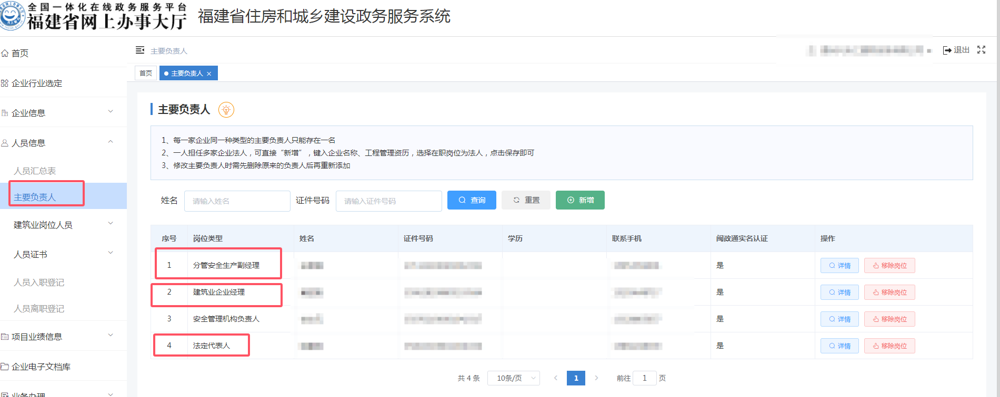 全国一体化在线政务服务平台
福建省网上办事大厅
福建省住房和城乡建设政务服务系统
首页
企业行业选定
企业信息
人员信息
人员汇总表
主要负责人
建筑业岗位人员
人员证书
人员入职登记
人员离职登记
项目业绩信息
企业电子文档库
业务办理
主要负责人
退出
首页
主要负责人 ×
主要负责人
1、每一家企业同一种类型的主要负责人只能存在一名
2、一人担任多家企业法人，可直接“新增”，键入企业名称、工程管理资历，选择在职岗位为法人，点击保存即可
3、修改主要负责人时需先删除原来的负责人后再重新添加
姓名 请输入姓名 证件号码 请输入证件号码 查询 重置 新增
序号 岗位类型 姓名 证件号码 学历 联系手机 闽政通实名认证 操作
1 分管安全生产副经理 是 详情 移除岗位
2 建筑业企业经理 是 详情 移除岗位
3 安全管理机构负责人 是 详情 移除岗位
4 法定代表人 是 详情 移除岗位
共 4 条 10条/页 < 1 > 前往 1 页